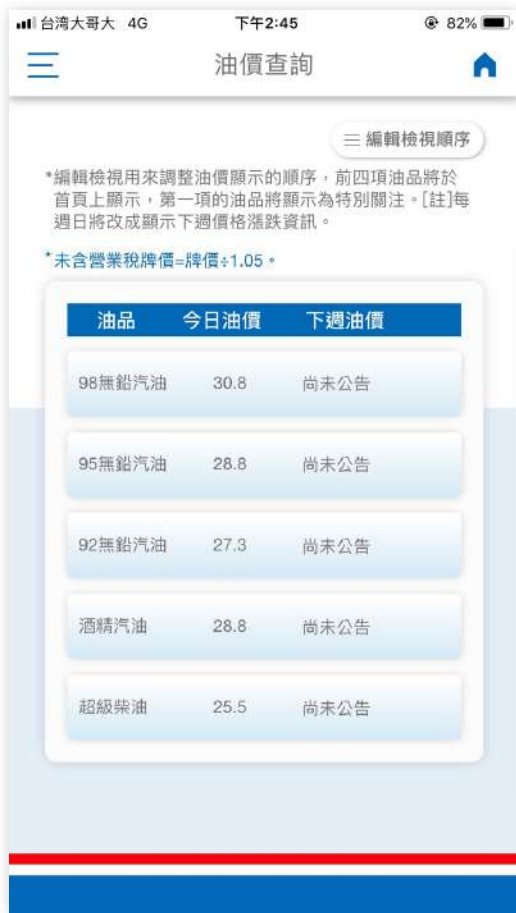 台湾大哥大 4G 下午2:45 82%
油價查詢
三 編輯檢視順序
*編輯檢視用來調整油價顯示的順序，前四項油品將於
首頁上顯示，第一項的油品將顯示為特別關注。[註]每
週日將改成顯示下週價格漲跌資訊。
*未含營業稅牌價=牌價÷1.05。
油品 今日油價 下週油價
98無鉛汽油 30.8 尚未公告
95無鉛汽油 28.8 尚未公告
92無鉛汽油 27.3 尚未公告
酒精汽油 28.8 尚未公告
超級柴油 25.5 尚未公告